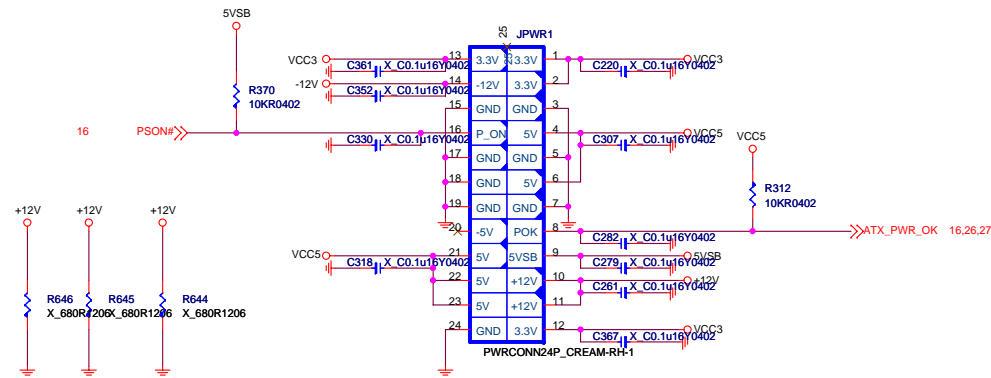 5VSB
R370
10KR0402
16 PSON#
25
JPWR1
VCC3
C361 X_C0.1u16Y0402
-12V
C352 X_C0.1u16Y0402
C330 X_C0.1u16Y0402
VCC5
C318 X_C0.1u16Y0402
13 3.3V 3.3V 1
14 -12V 3.3V 2
15 GND GND 3
16 P_ON 5V 4
17 GND GND 5
18 GND 5V 6
19 GND GND 7
20 -5V POK 8
21 5V 5VSB 9
22 5V +12V 10
23 5V +12V 11
24 GND 3.3V 12
PWRCONN24P_CREAM-RH-1
VCC3
C220 X_C0.1u16Y0402
VCC5
C307 X_C0.1u16Y0402
C282 X_C0.1u16Y0402
5VSB
C279 X_C0.1u16Y0402
+12V
C261 X_C0.1u16Y0402
VCC3
C367 X_C0.1u16Y0402
VCC5
R312
10KR0402
ATX_PWR_OK 16,26,27
+12V +12V +12V
R646 R645 R644
X_680R1206 X_680R1206 X_680R1206